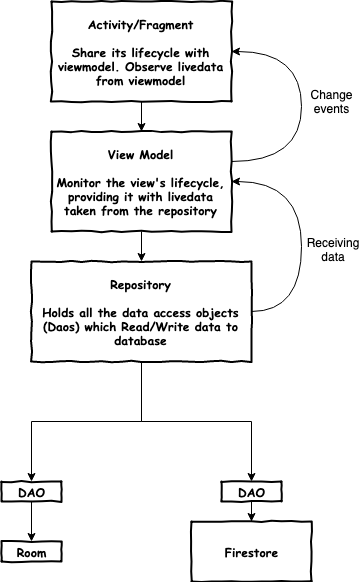 Activity/Fragment
Share its lifecycle with
viewmodel. Observe livedata
from viewmodel
Change
events
View Model
Monitor the view's lifecycle,
providing it with livedata
taken from the repository
Receiving
data
Repository
Holds all the data access objects
(Daos) which Read/Write data to
database
DAO
DAO
Room
Firestore